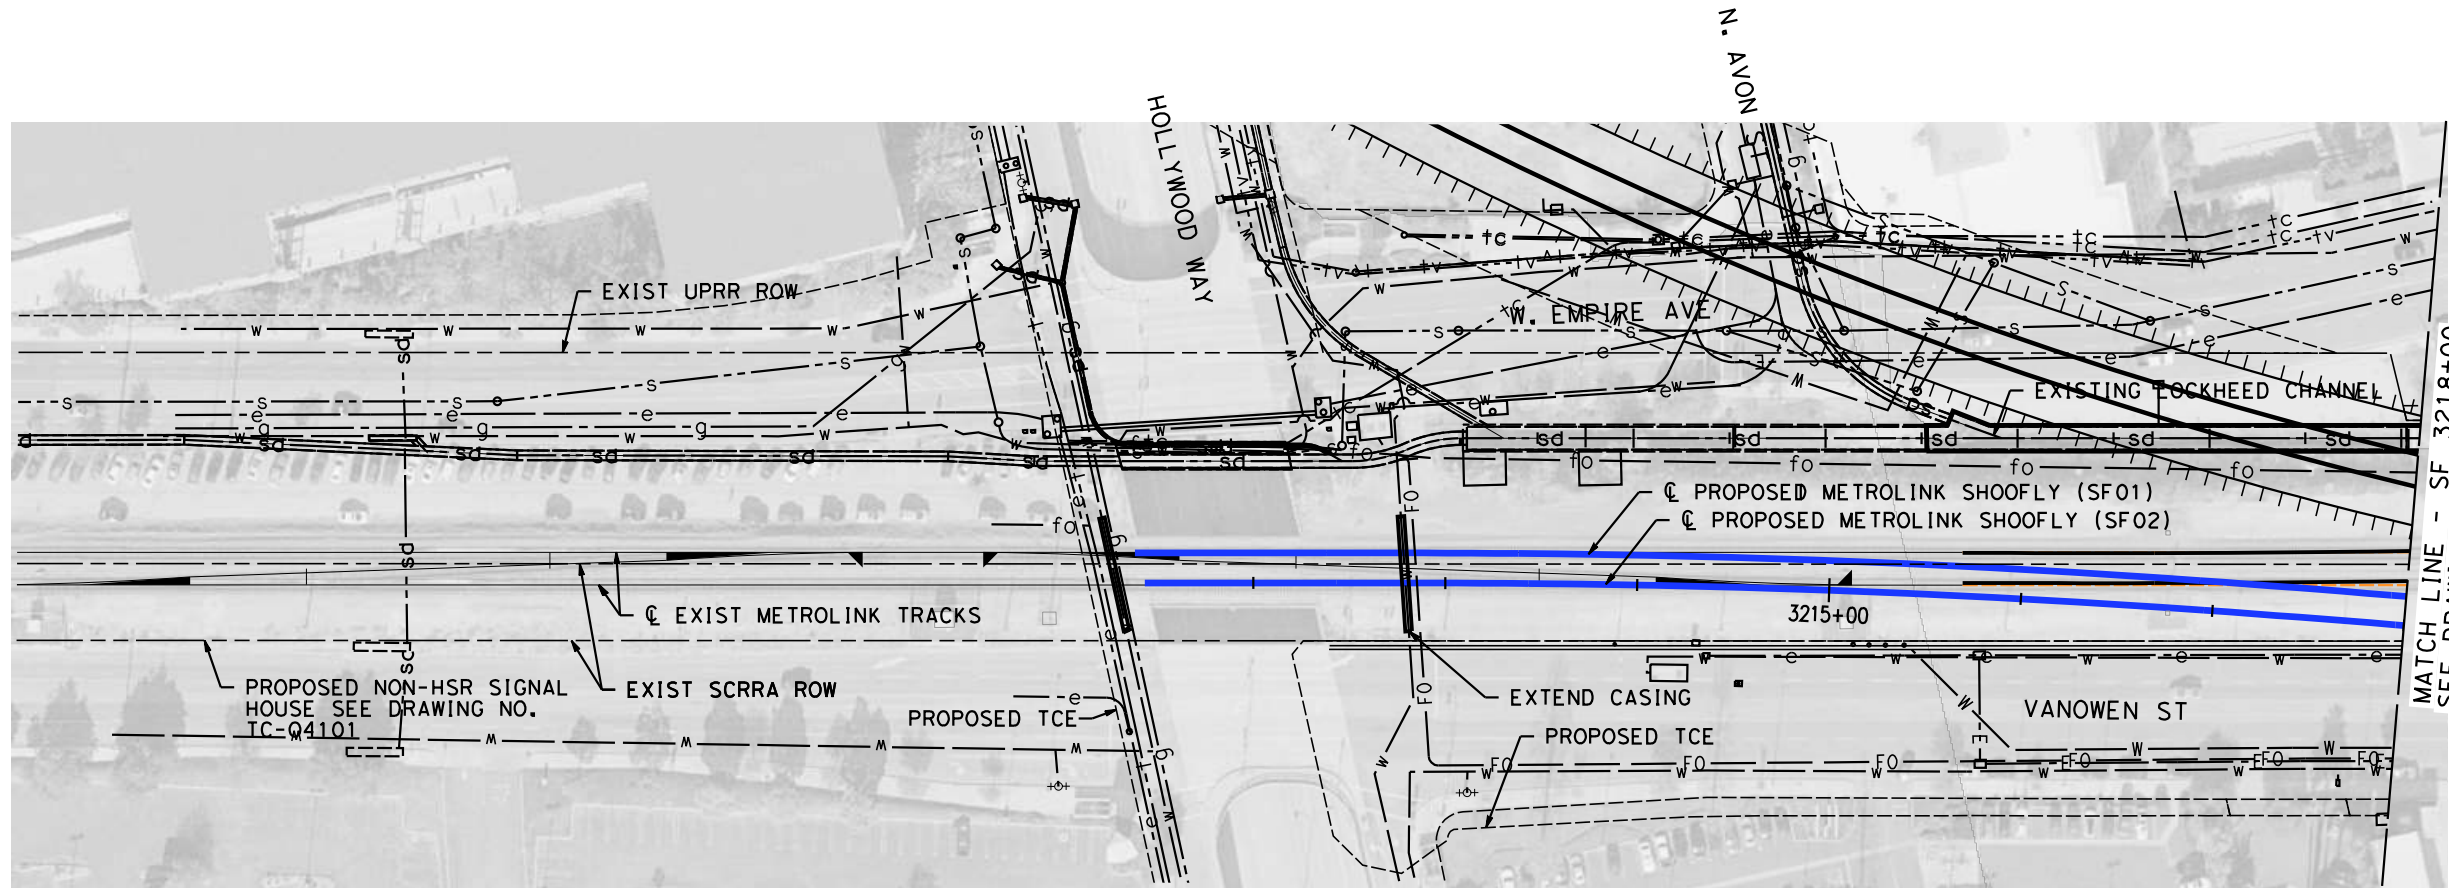 N. AVON ST
HOLLYWOOD WAY
EXIST UPRR ROW
W. EMPIRE AVE
EXISTING LOCKHEED CHANNEL
℄ PROPOSED METROLINK SHOOFLY (SF01)
℄ PROPOSED METROLINK SHOOFLY (SF02)
℄ EXIST METROLINK TRACKS
3215+00
PROPOSED NON-HSR SIGNAL
HOUSE SEE DRAWING NO.
TC-Q4101
EXIST SCRRA ROW
PROPOSED TCE
EXTEND CASING
PROPOSED TCE
VANOWEN ST
MATCH LINE - SF 3218+00